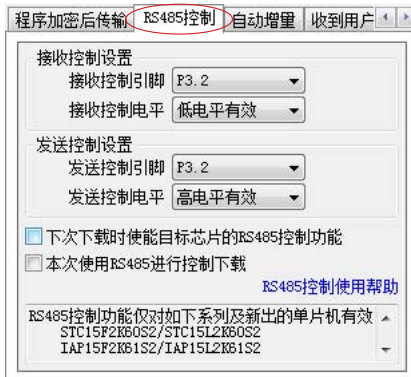 程序加密后传输 RS485控制 自动增量 收到用户
接收控制设置
接收控制引脚 P3.2
接收控制电平 低电平有效
发送控制设置
发送控制引脚 P3.2
发送控制电平 高电平有效
下次下载时使能目标芯片的RS485控制功能
本次使用RS485进行控制下载
RS485控制使用帮助
RS485控制功能仅对如下系列及新出的单片机有效
STC15F2K60S2/STC15L2K60S2
IAP15F2K61S2/IAP15L2K61S2